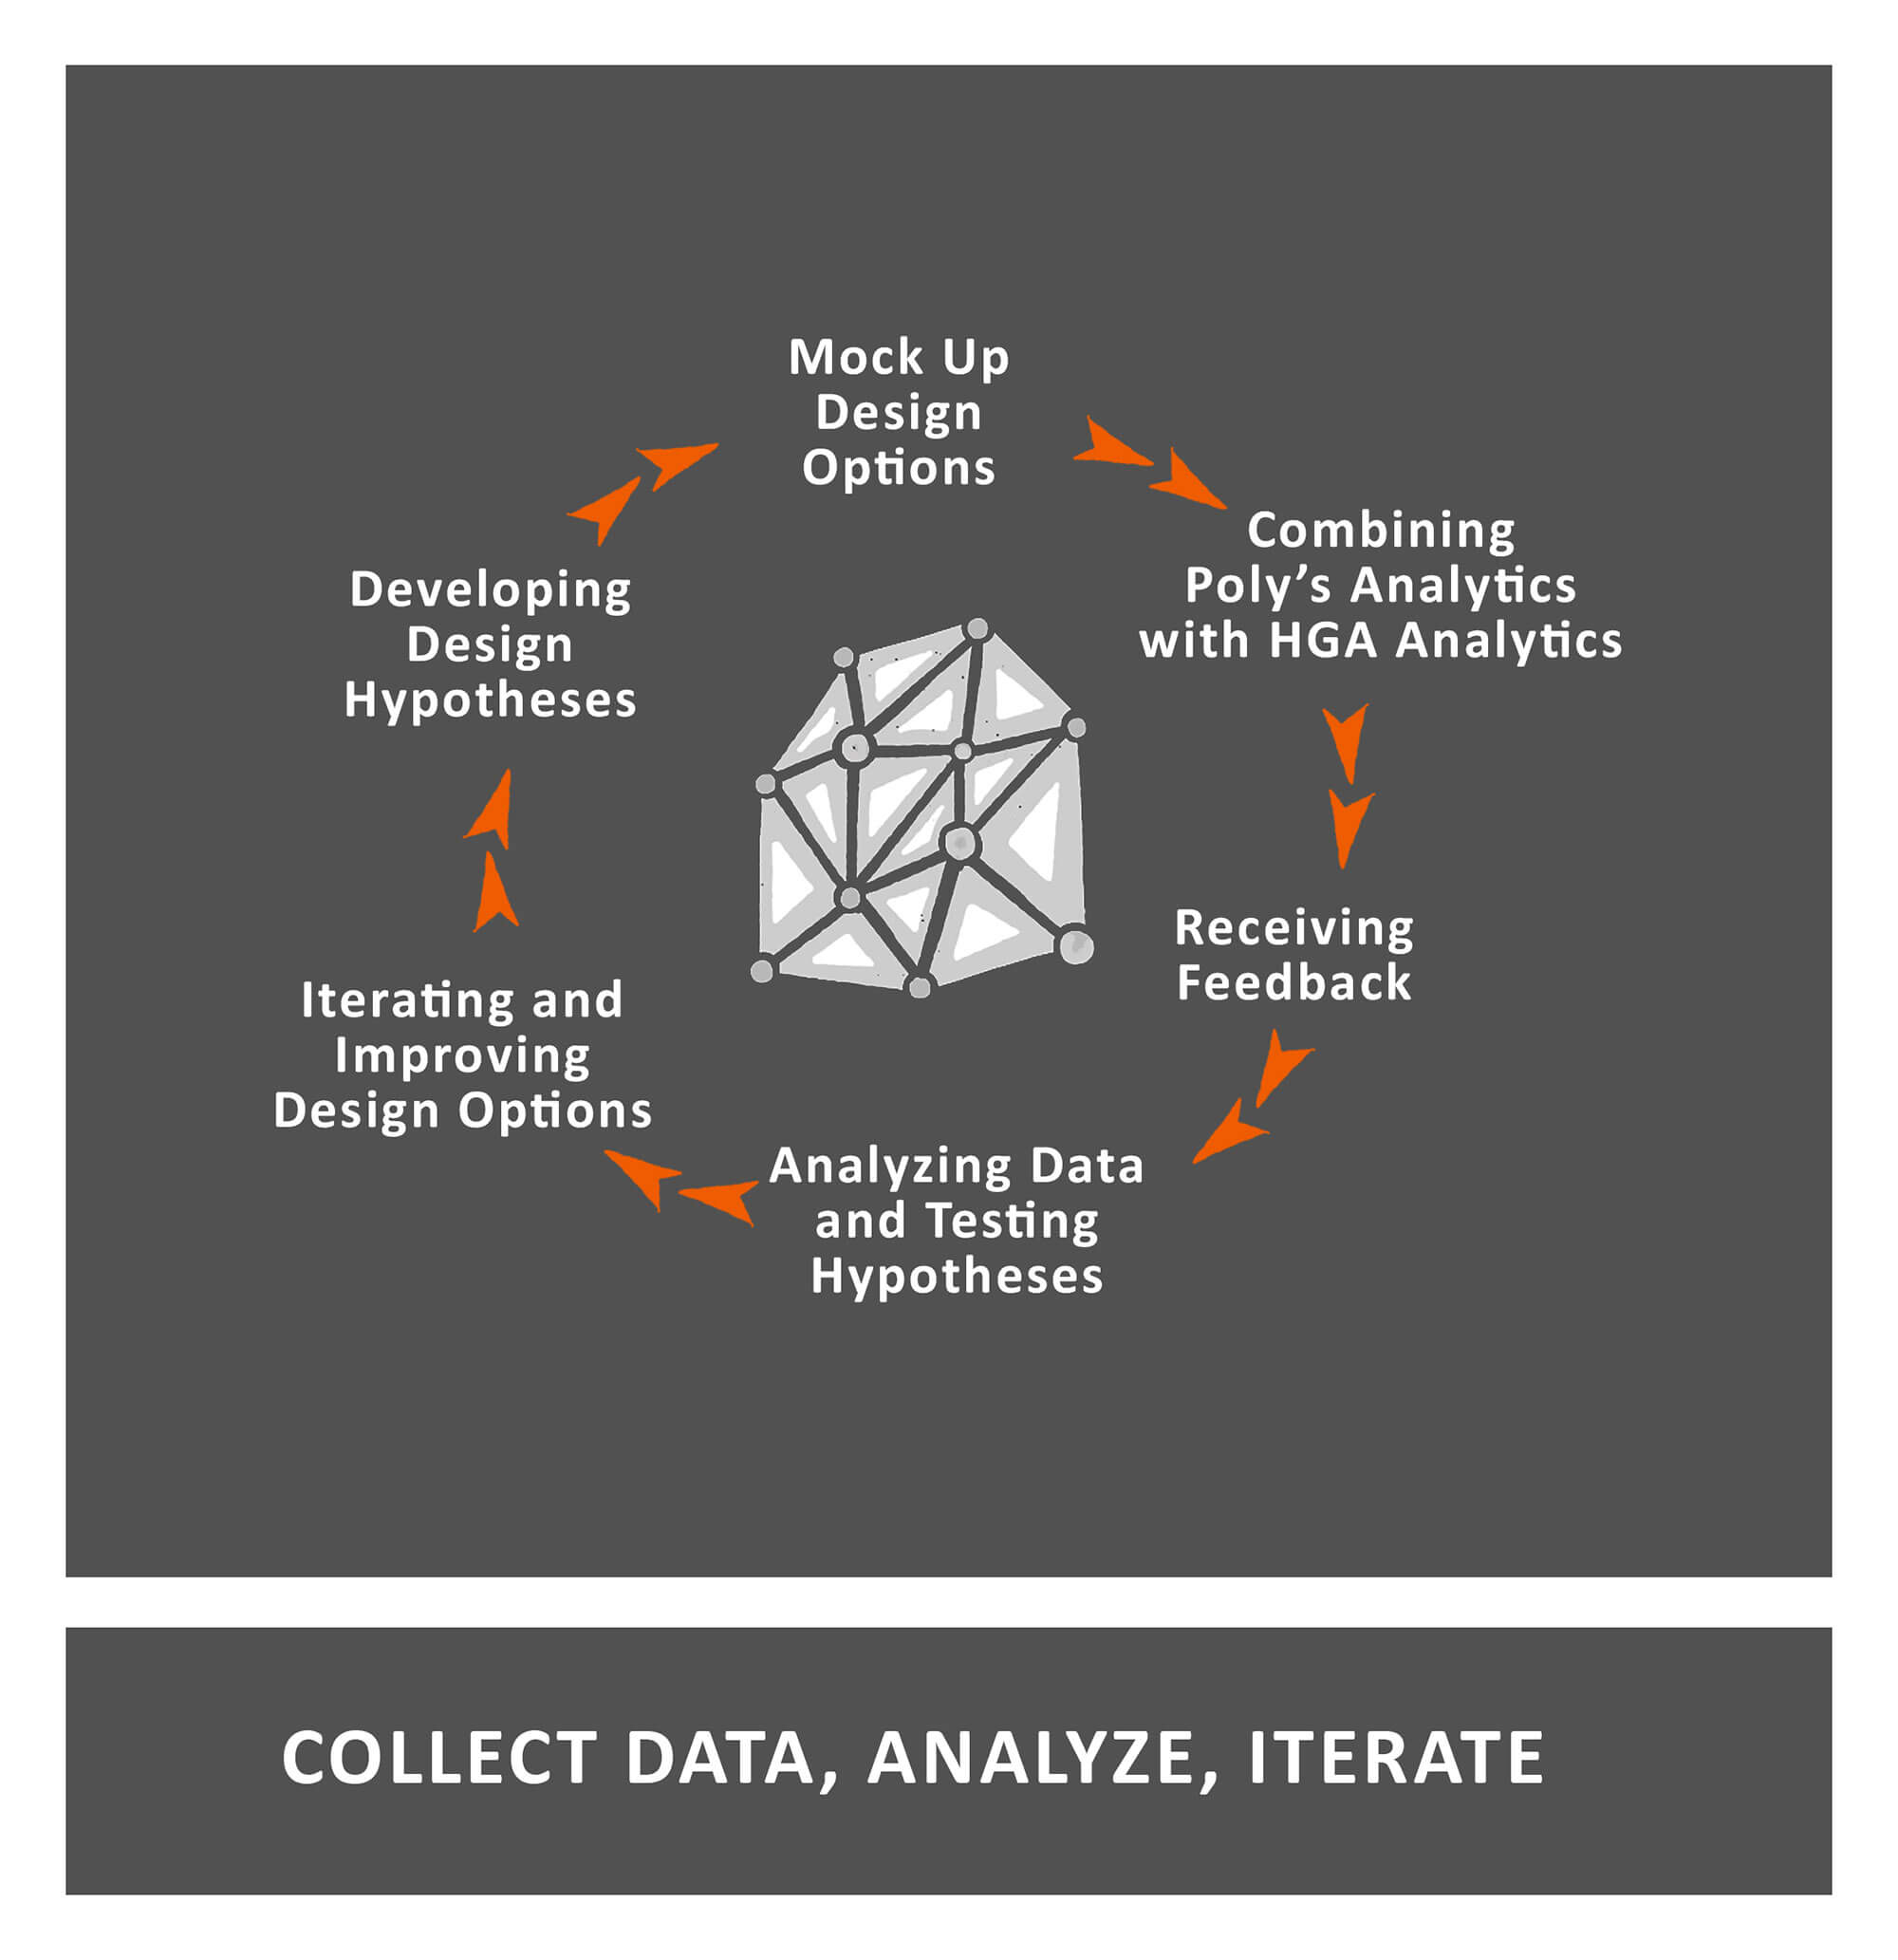 Mock Up
Design
Options
Combining
Poly’s Analytics
with HGA Analytics
Receiving
Feedback
Analyzing Data
and Testing
Hypotheses
Iterating and
Improving
Design Options
Developing
Design
Hypotheses
COLLECT DATA, ANALYZE, ITERATE